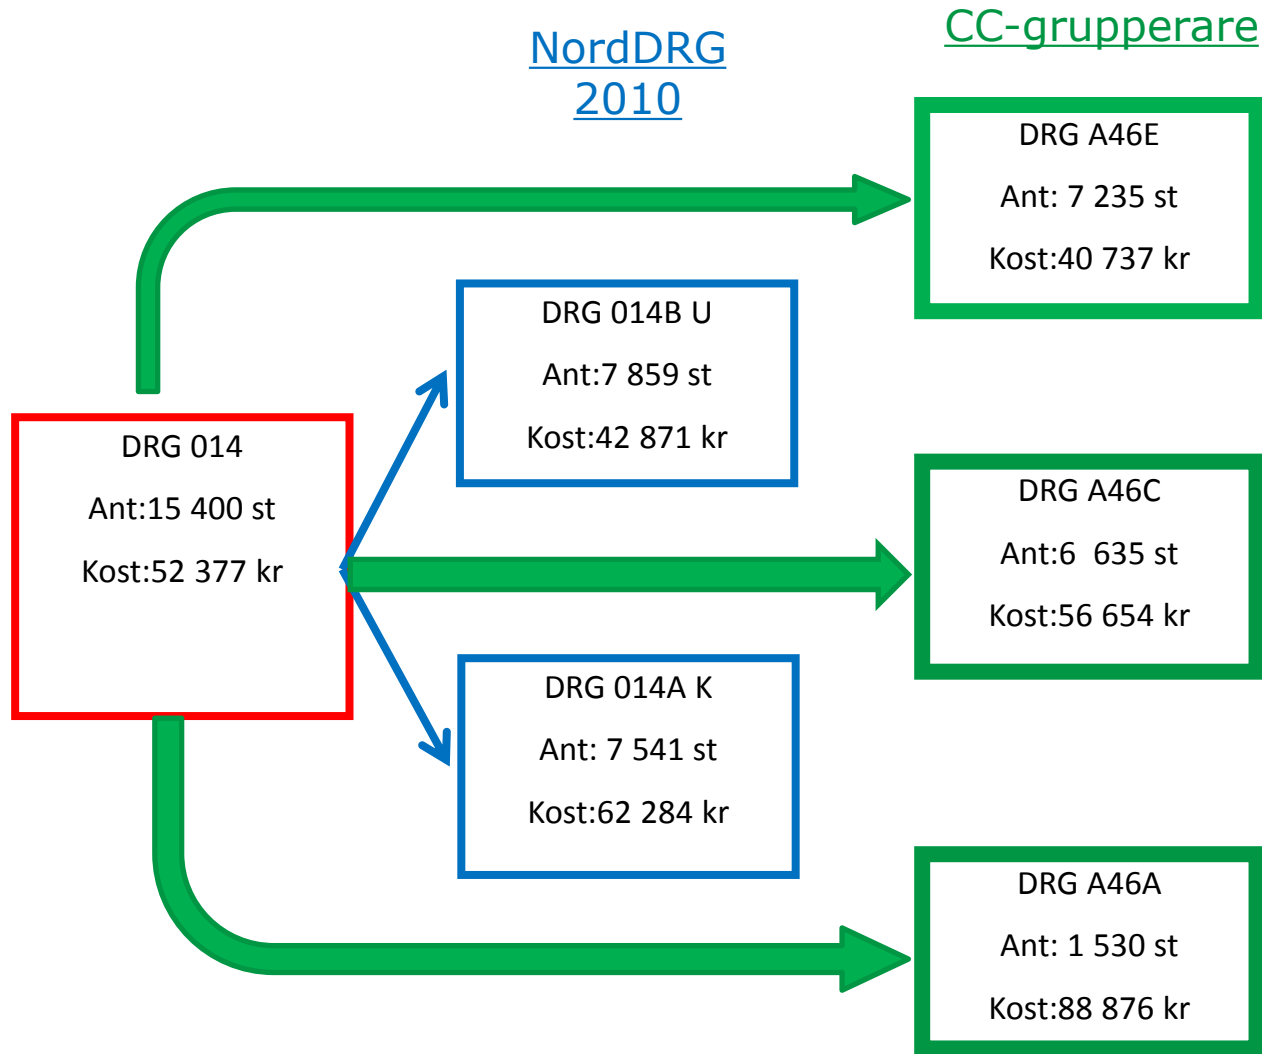 NordDRG
2010
CC-grupperare
DRG 014
Ant:15 400 st
Kost:52 377 kr
DRG 014B U
Ant:7 859 st
Kost:42 871 kr
DRG 014A K
Ant: 7 541 st
Kost:62 284 kr
DRG A46E
Ant: 7 235 st
Kost:40 737 kr
DRG A46C
Ant:6  635 st
Kost:56 654 kr
DRG A46A
Ant: 1 530 st
Kost:88 876 kr